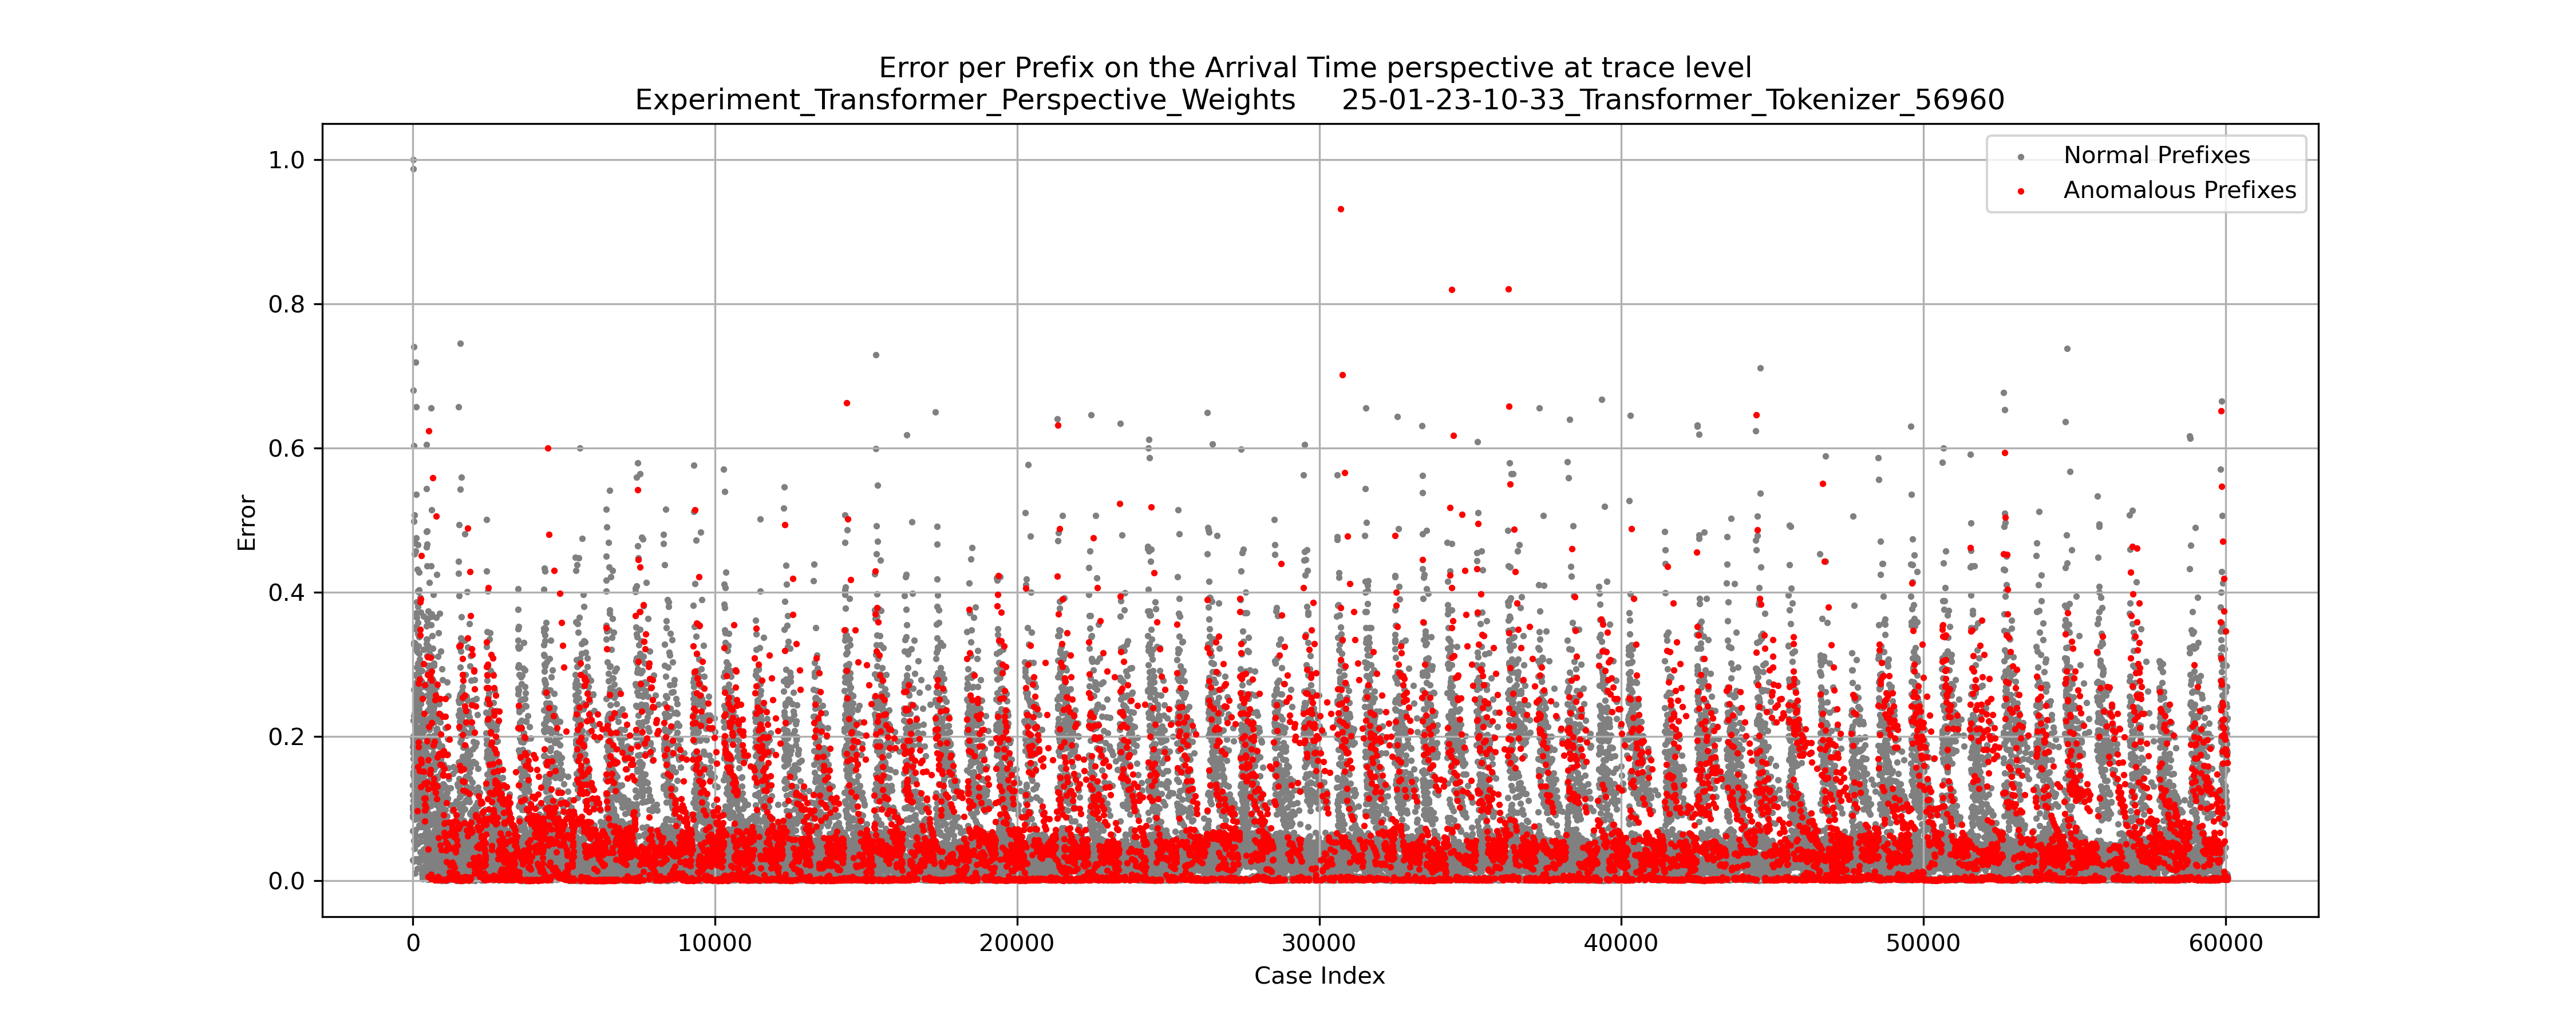 Error per Prefix on the Arrival Time perspective at trace level
Experiment_Transformer_Perspective_Weights 25-01-23-10-33_Transformer_Tokenizer_56960
Normal Prefixes
Anomalous Prefixes
Error
1.0
0.8
0.6
0.4
0.2
0.0
0 10000 20000 30000 40000 50000 60000
Case Index